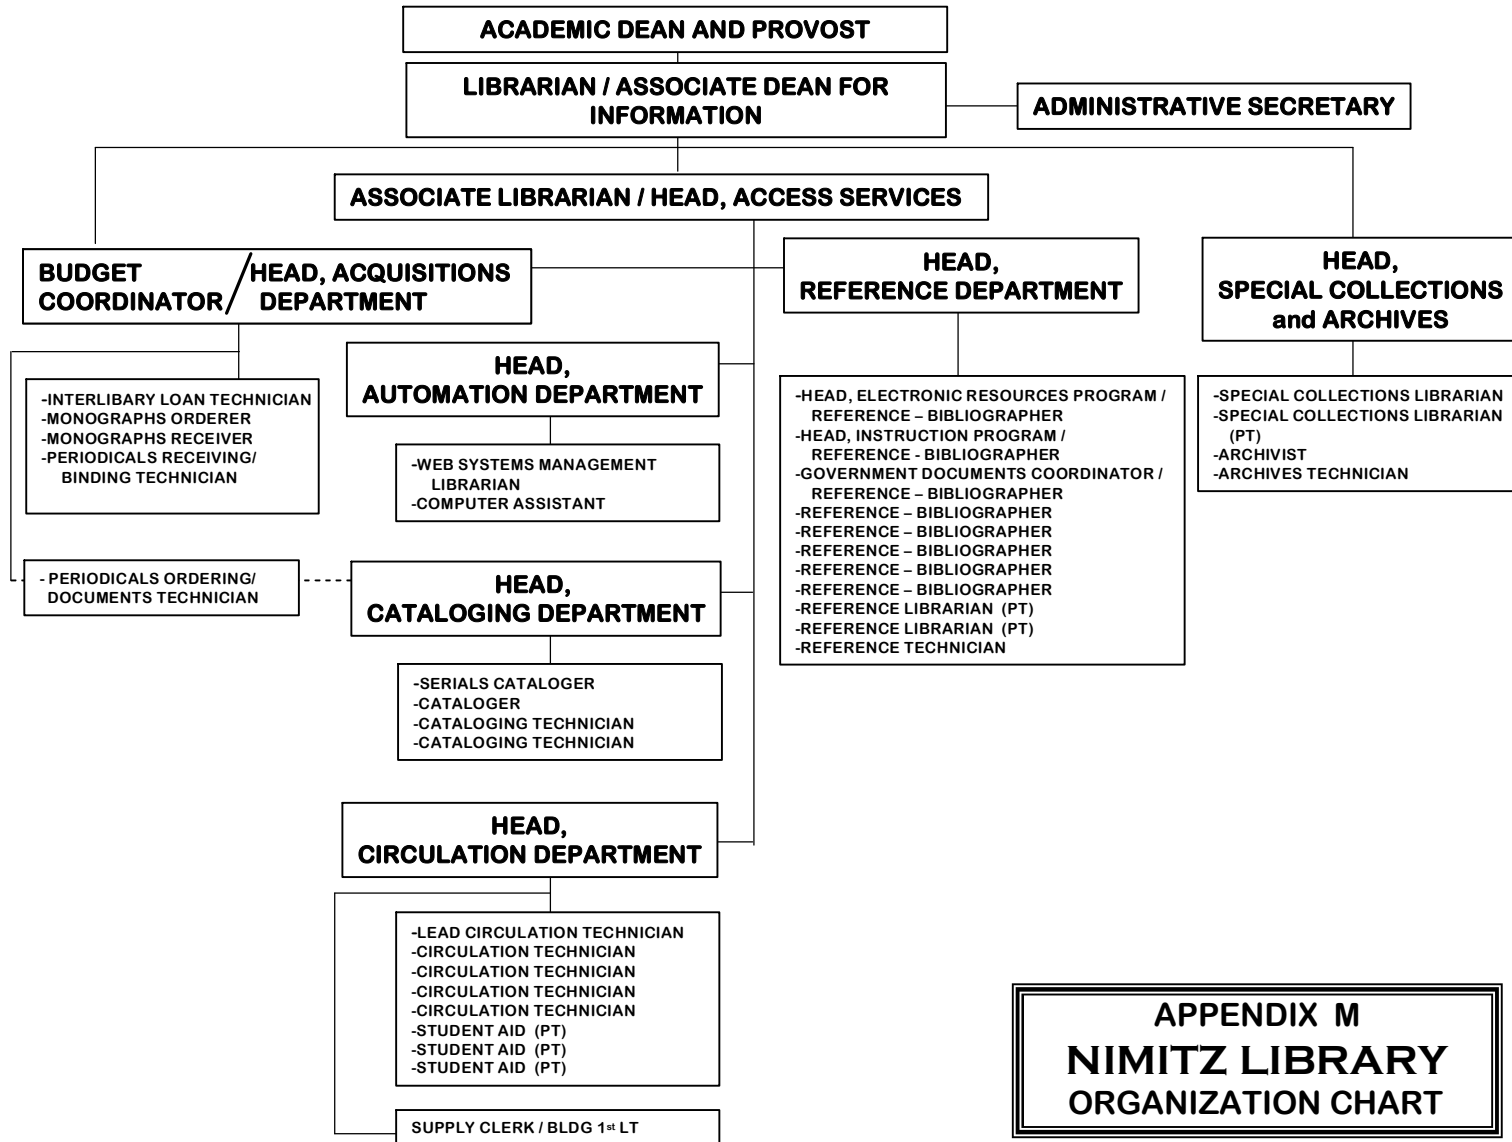 ACADEMIC DEAN AND PROVOST
LIBRARIAN / ASSOCIATE DEAN FOR
INFORMATION
ADMINISTRATIVE SECRETARY
ASSOCIATE LIBRARIAN / HEAD, ACCESS SERVICES
BUDGET
COORDINATOR
/ HEAD, ACQUISITIONS
DEPARTMENT
HEAD,
REFERENCE DEPARTMENT
HEAD,
SPECIAL COLLECTIONS
and ARCHIVES
-INTERLIBARY LOAN TECHNICIAN
-MONOGRAPHS ORDERER
-MONOGRAPHS RECEIVER
-PERIODICALS RECEIVING/
BINDING TECHNICIAN
HEAD,
AUTOMATION DEPARTMENT
-WEB SYSTEMS MANAGEMENT
LIBRARIAN
-COMPUTER ASSISTANT
-HEAD, ELECTRONIC RESOURCES PROGRAM /
REFERENCE – BIBLIOGRAPHER
-HEAD, INSTRUCTION PROGRAM /
REFERENCE - BIBLIOGRAPHER
-GOVERNMENT DOCUMENTS COORDINATOR /
REFERENCE – BIBLIOGRAPHER
-REFERENCE – BIBLIOGRAPHER
-REFERENCE – BIBLIOGRAPHER
-REFERENCE – BIBLIOGRAPHER
-REFERENCE – BIBLIOGRAPHER
-REFERENCE – BIBLIOGRAPHER
-REFERENCE LIBRARIAN (PT)
-REFERENCE LIBRARIAN (PT)
-REFERENCE TECHNICIAN
-SPECIAL COLLECTIONS LIBRARIAN
-SPECIAL COLLECTIONS LIBRARIAN
(PT)
-ARCHIVIST
-ARCHIVES TECHNICIAN
- PERIODICALS ORDERING/
DOCUMENTS TECHNICIAN
HEAD,
CATALOGING DEPARTMENT
-SERIALS CATALOGER
-CATALOGER
-CATALOGING TECHNICIAN
-CATALOGING TECHNICIAN
HEAD,
CIRCULATION DEPARTMENT
-LEAD CIRCULATION TECHNICIAN
-CIRCULATION TECHNICIAN
-CIRCULATION TECHNICIAN
-CIRCULATION TECHNICIAN
-CIRCULATION TECHNICIAN
-STUDENT AID (PT)
-STUDENT AID (PT)
-STUDENT AID (PT)
SUPPLY CLERK / BLDG 1st LT
APPENDIX M
NIMITZ LIBRARY
ORGANIZATION CHART